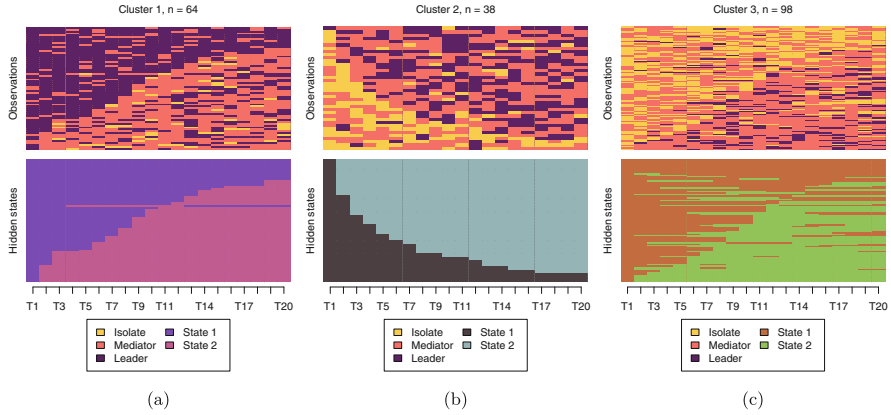 Cluster 1, n = 64
Observations
Hidden states
T1 T3 T5 T7 T9 T11 T14 T17 T20
Isolate State 1
Mediator State 2
Leader
(a)
Cluster 2, n = 38
Observations
Hidden states
T1 T3 T5 T7 T9 T11 T14 T17 T20
Isolate State 1
Mediator State 2
Leader
(b)
Cluster 3, n = 98
Observations
Hidden states
T1 T3 T5 T7 T9 T11 T14 T17 T20
Isolate State 1
Mediator State 2
Leader
(c)